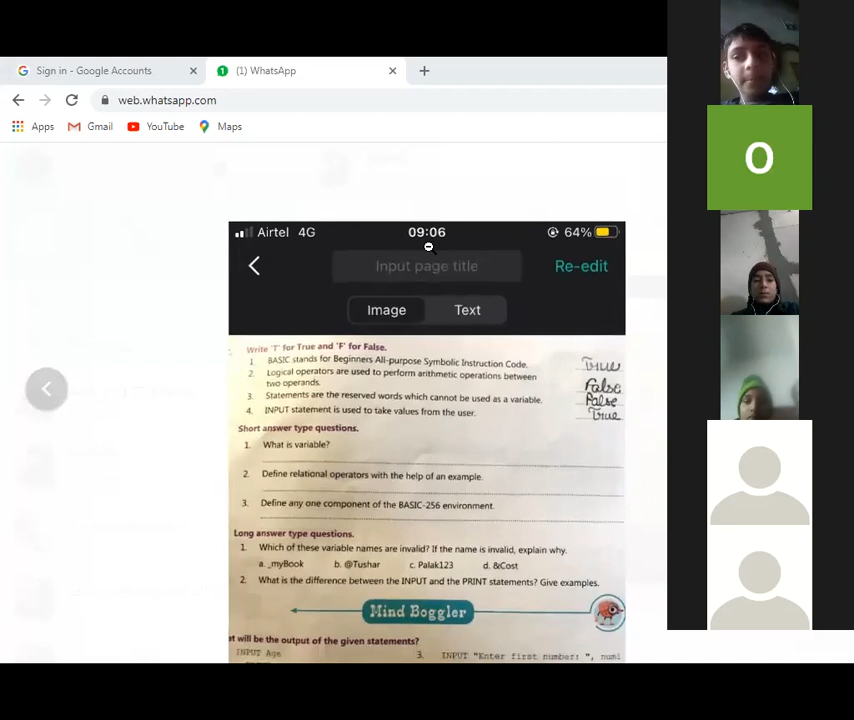 Sign in - Google Accounts
(1) WhatsApp
web.whatsapp.com
Apps Gmail YouTube Maps
O
Airtel 4G 09:06 64%
Input page title Re-edit
Image Text
Write 'T' for True and 'F' for False.
1. BASIC stands for Beginners All-purpose Symbolic Instruction Code. True
2. Logical operators are used to perform arithmetic operations between
two operands. False
3. Statements are the reserved words which cannot be used as a variable. False
4. INPUT statement is used to take values from the user. True
Short answer type questions.
1. What is variable?
2. Define relational operators with the help of an example.
3. Define any one component of the BASIC-256 environment.
Long answer type questions.
1. Which of these variable names are invalid? If the name is invalid, explain why.
a. _myBook b. @Tushar c. Palak123 d. &Cost
2. What is the difference between the INPUT and the PRINT statements? Give examples.
Mind Boggler
at will be the output of the given statements?
INPUT Age 3. INPUT "Enter first number: ", num1